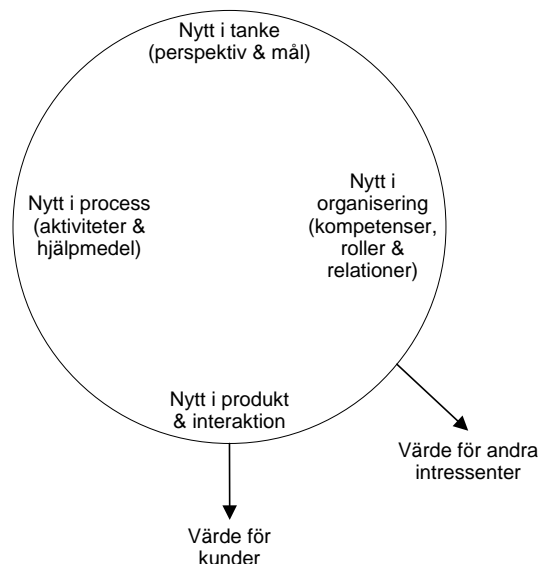 Nytt i tanke
(perspektiv & mål)
Nytt i process
(aktiviteter &
hjälpmedel)
Nytt i
organisering
(kompetenser,
roller &
relationer)
Nytt i produkt
& interaktion
Värde för andra
intressenter
Värde för
kunder